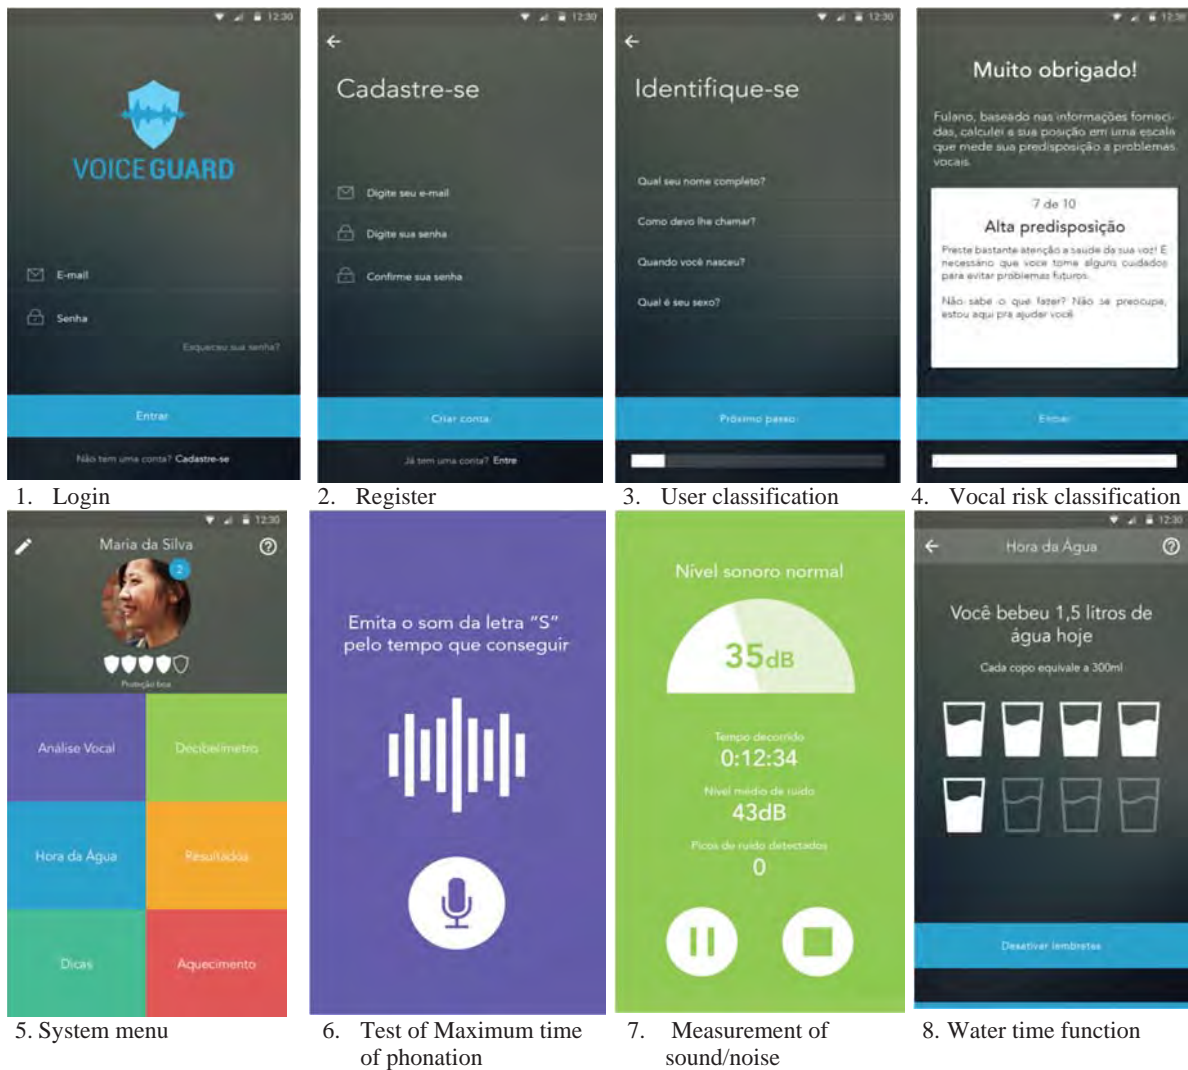 12:30
VOICEGUARD
E-mail
Senha
Esqueceu sua senha?
Entrar
Não tem uma conta? Cadastre-se
1. Login
12:30
Cadastre-se
Digite seu e-mail
Digite sua senha
Confirme sua senha
Criar conta
Já tem uma conta? Entre
2. Register
12:30
Identifique-se
Qual seu nome completo?
Como devo lhe chamar?
Quando você nasceu?
Qual é seu sexo?
Próximo passo
3. User classification
12:30
Muito obrigado!
Fulano, baseado nas informações forneci-
das, calculei a sua posição em uma escala
que mede sua predisposição a problemas
vocais.
7 de 10
Alta predisposição
Preste bastante atenção a saúde da sua voz! É
necessário que voce tome alguns cuidados
para evitar problemas futuros.
Não sabe o que fazer? Não se preocupe,
estou aqui pra ajudar você
4. Vocal risk classification
12:30
Maria da Silva
2
Proteção boa
Análise Vocal
Decibelímetro
Hora da Água
Resultados
Dicas
Aquecimento
5. System menu
Emita o som da letra “S”
pelo tempo que conseguir
6. Test of Maximum time
of phonation
Nível sonoro normal
35dB
Tempo decorrido
0:12:34
Nível médio de ruído
43dB
Picos de ruído detectados
0
7. Measurement of
sound/noise
12:30
Hora da Água
Você bebeu 1,5 litros de
água hoje
Cada copo equivale a 300ml
Desativar lembretes
8. Water time function